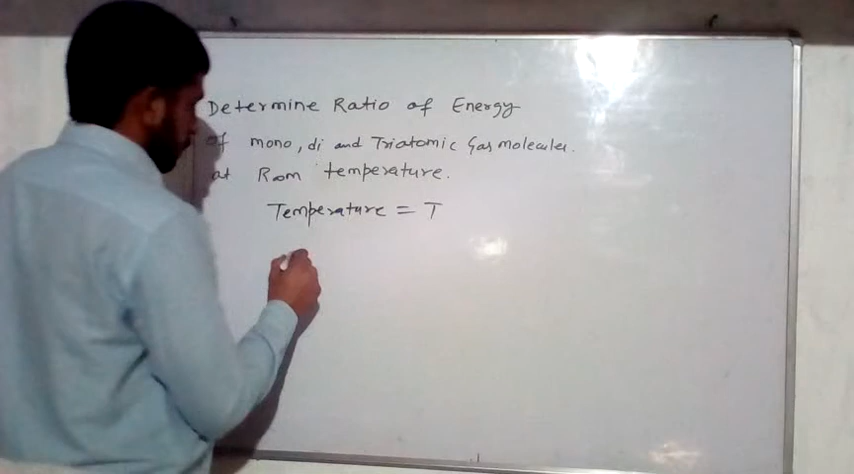 Determine Ratio of Energy
of mono, di and Triatomic Gas molecules.
at Room temperature.
Temperature = T